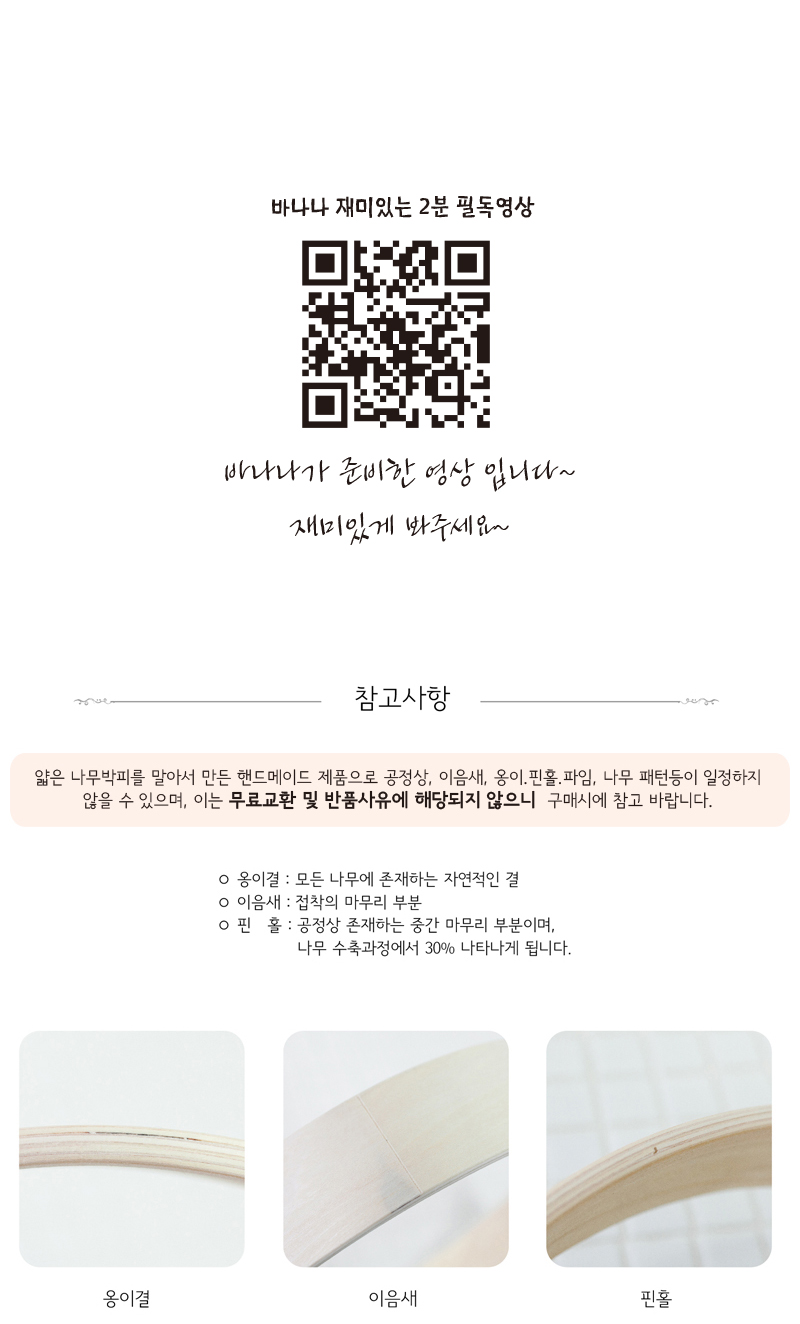 바나나 재미있는 2분 필독영상
바나나가 준비한 영상 입니다~
재미있게 봐주세요~
참고사항
얇은 나무박피를 말아서 만든 핸드메이드 제품으로 공정상, 이음새, 옹이.핀홀.파임, 나무 패턴등이 일정하지
않을 수 있으며, 이는 무료교환 및 반품사유에 해당되지 않으니 구매시에 참고 바랍니다.
옹이결 : 모든 나무에 존재하는 자연적인 결
이음새 : 접착의 마무리 부분
핀 홀 : 공정상 존재하는 중간 마무리 부분이며,
나무 수축과정에서 30% 나타나게 됩니다.
옹이결
이음새
핀홀